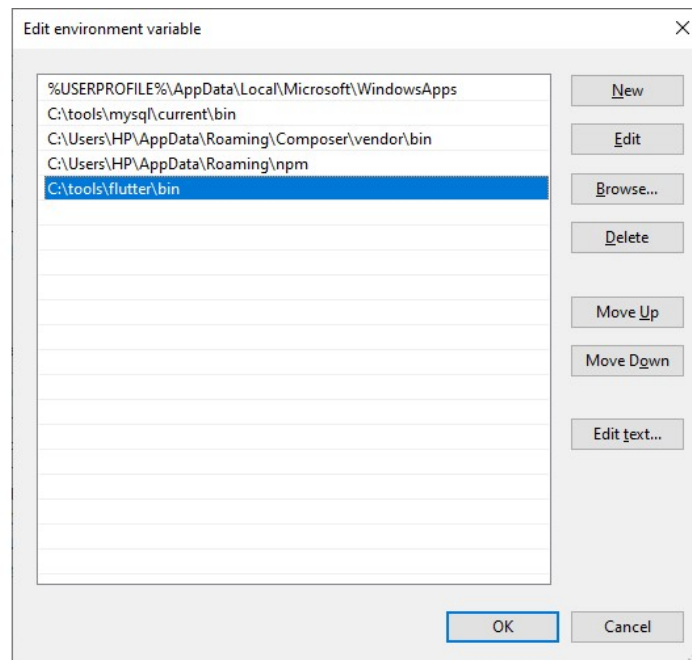 Edit environment variable
%USERPROFILE%\AppData\Local\Microsoft\WindowsApps
C:\tools\mysql\current\bin
C:\Users\HP\AppData\Roaming\Composer\vendor\bin
C:\Users\HP\AppData\Roaming\npm
C:\tools\flutter\bin
New
Edit
Browse...
Delete
Move Up
Move Down
Edit text...
OK
Cancel